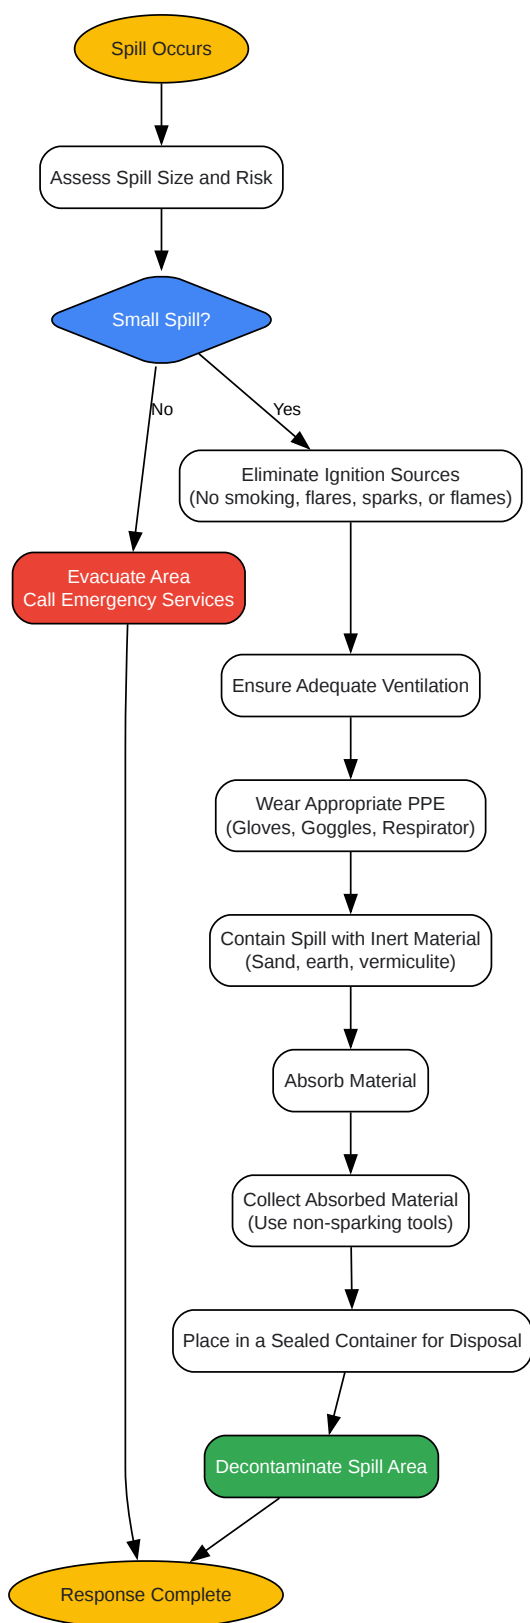 Spill Occurs
Assess Spill Size and Risk
Small Spill?
No
Yes
Eliminate Ignition Sources
(No smoking, flares, sparks, or flames)
Evacuate Area
Call Emergency Services
Ensure Adequate Ventilation
Wear Appropriate PPE
(Gloves, Goggles, Respirator)
Contain Spill with Inert Material
(Sand, earth, vermiculite)
Absorb Material
Collect Absorbed Material
(Use non-sparking tools)
Place in a Sealed Container for Disposal
Decontaminate Spill Area
Response Complete